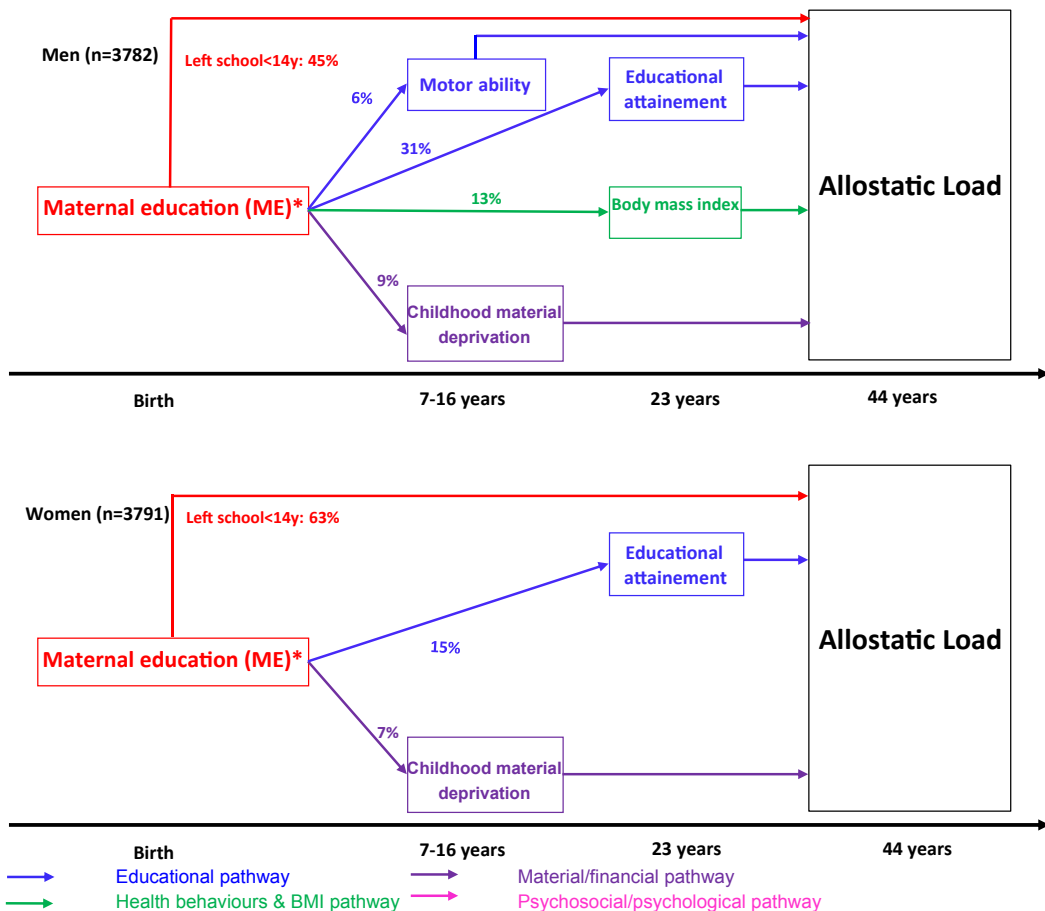 Men (n=3782)
Left school<14y: 45%
6%
Motor ability
Educational
attainement
31%
Maternal education (ME)*
13%
Body mass index
Allostatic Load
9%
Childhood material
deprivation
Birth
7-16 years
23 years
44 years
Women (n=3791)
Left school<14y: 63%
Educational
attainement
Maternal education (ME)*
15%
Allostatic Load
7%
Childhood material
deprivation
Birth
7-16 years
23 years
44 years
Educational pathway
Material/financial pathway
Health behaviours & BMI pathway
Psychosocial/psychological pathway